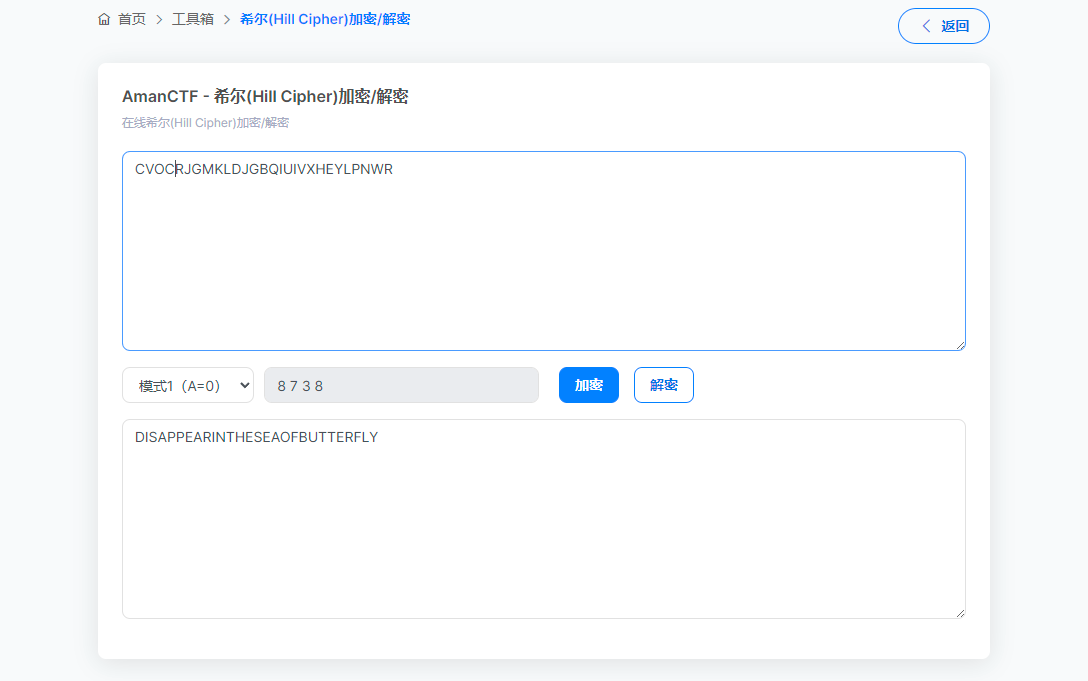 首页 > 工具箱 > 希尔(Hill Cipher)加密/解密
返回
AmanCTF - 希尔(Hill Cipher)加密/解密
在线希尔(Hill Cipher)加密/解密
CVOCRJGMKLDJGBQIUIVXHEYLPNWR
模式1（A=0） 8 7 3 8 加密 解密
DISAPPEARINTHESEAOFBUTTERFLY